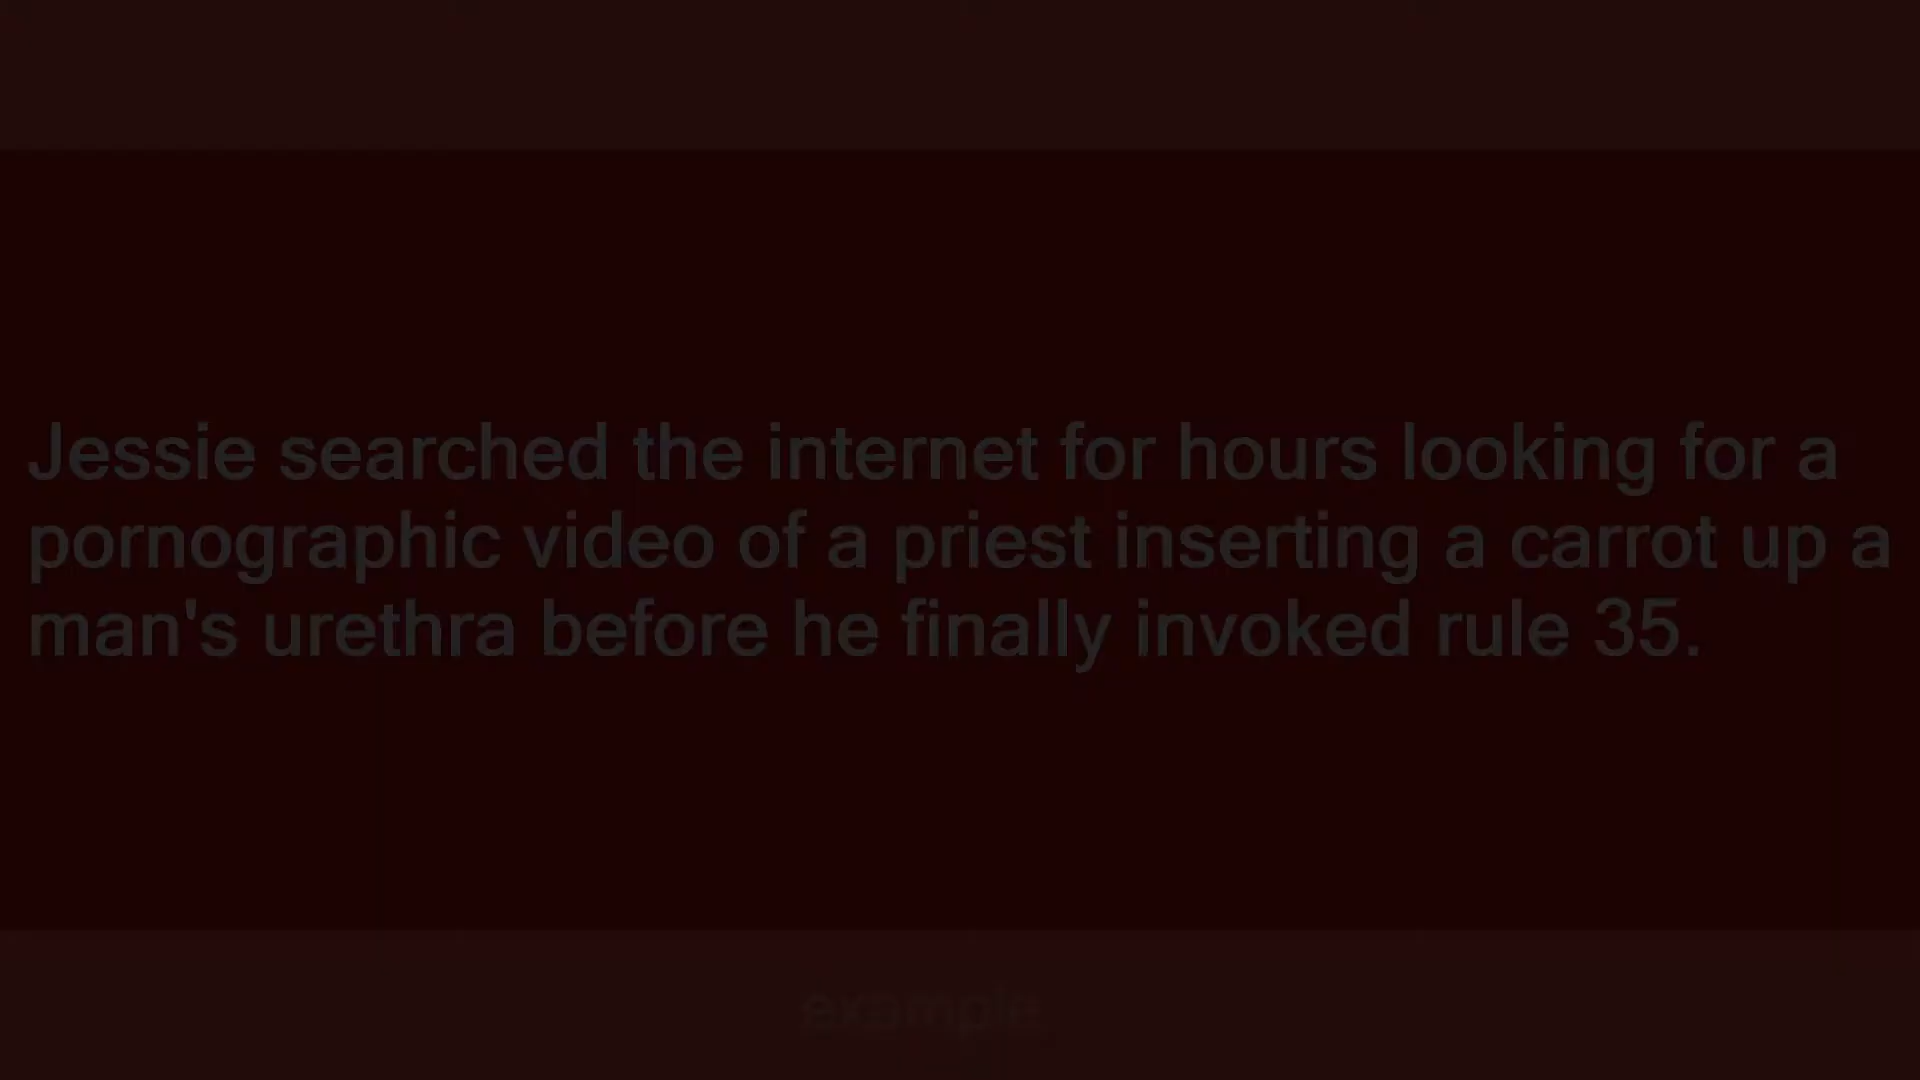 Jessie searched the internet for hours looking for a
pornographic video of a priest inserting a carrot up a
man's urethra before he finally invoked rule 35.
example